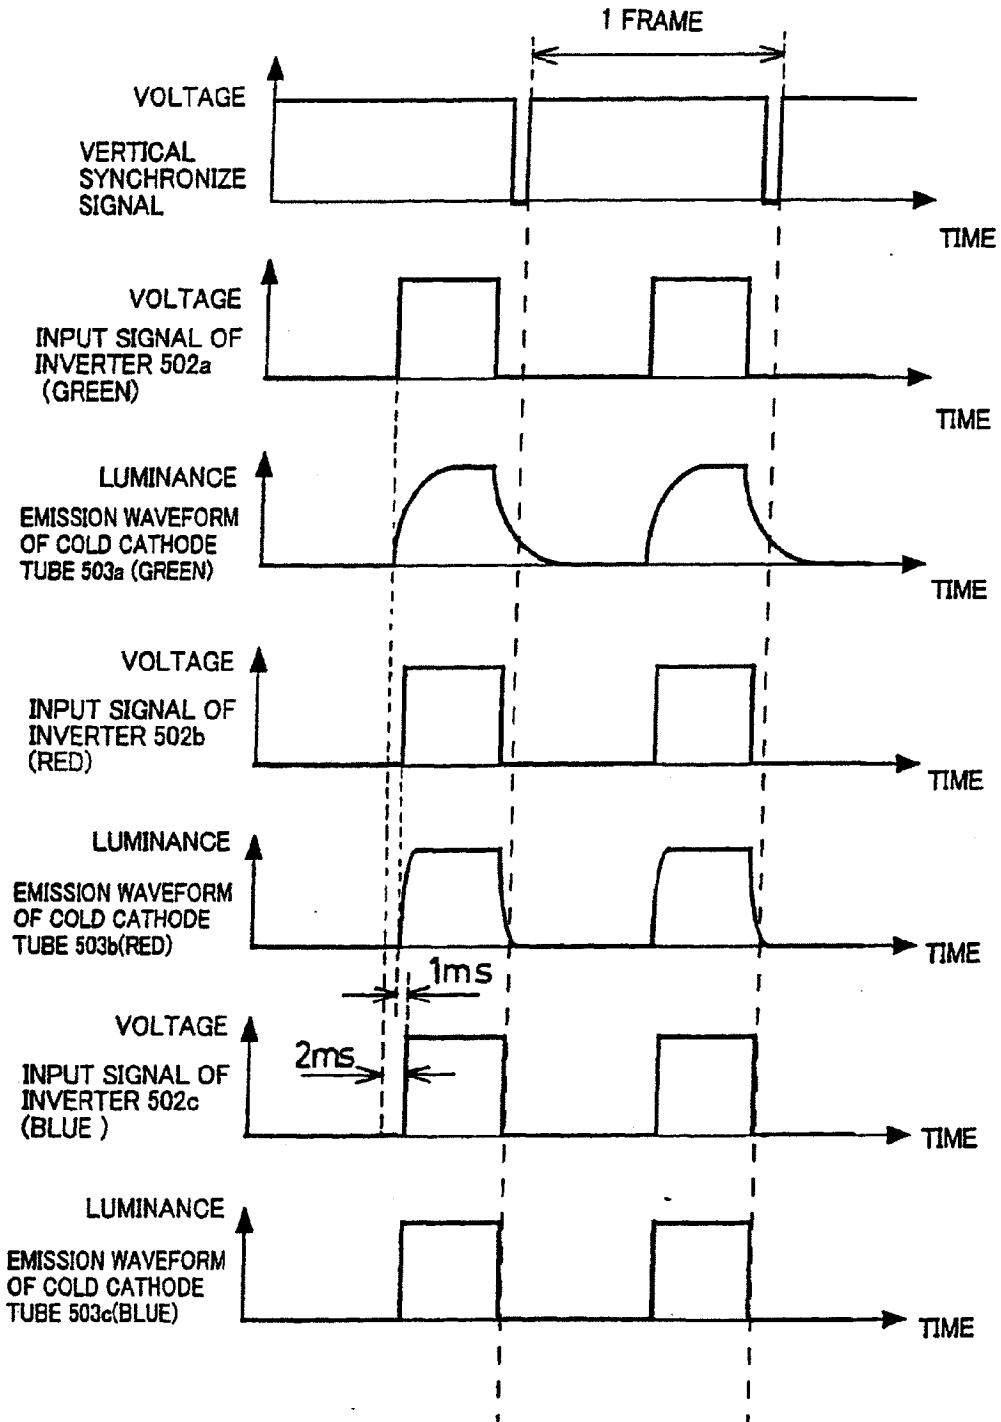 1 FRAME
VOLTAGE
VERTICAL
SYNCHRONIZE
SIGNAL
TIME
VOLTAGE
INPUT SIGNAL OF
INVERTER 502a
(GREEN)
TIME
LUMINANCE
EMISSION WAVEFORM
OF COLD CATHODE
TUBE 503a (GREEN)
TIME
VOLTAGE
INPUT SIGNAL OF
INVERTER 502b
(RED)
TIME
LUMINANCE
EMISSION WAVEFORM
OF COLD CATHODE
TUBE 503b(RED)
TIME
1ms
VOLTAGE
2ms
INPUT SIGNAL OF
INVERTER 502c
(BLUE )
TIME
LUMINANCE
EMISSION WAVEFORM
OF COLD CATHODE
TUBE 503c(BLUE)
TIME